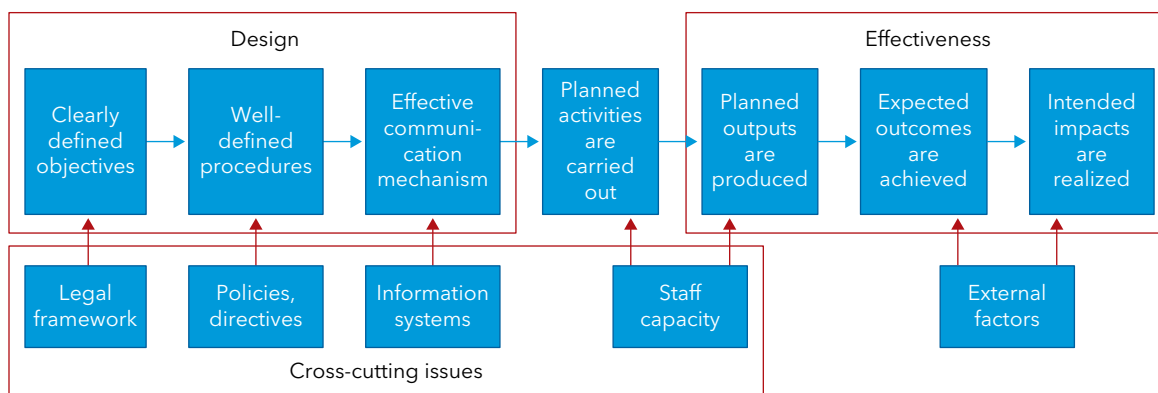 Design
Effectiveness
Clearly
defined
objectives
Well-
defined
procedures
Effective
communi-
cation
mechanism
Planned
activities
are
carried
out
Planned
outputs
are
produced
Expected
outcomes
are
achieved
Intended
impacts
are
realized
Legal
framework
Policies,
directives
Information
systems
Staff
capacity
External
factors
Cross-cutting issues